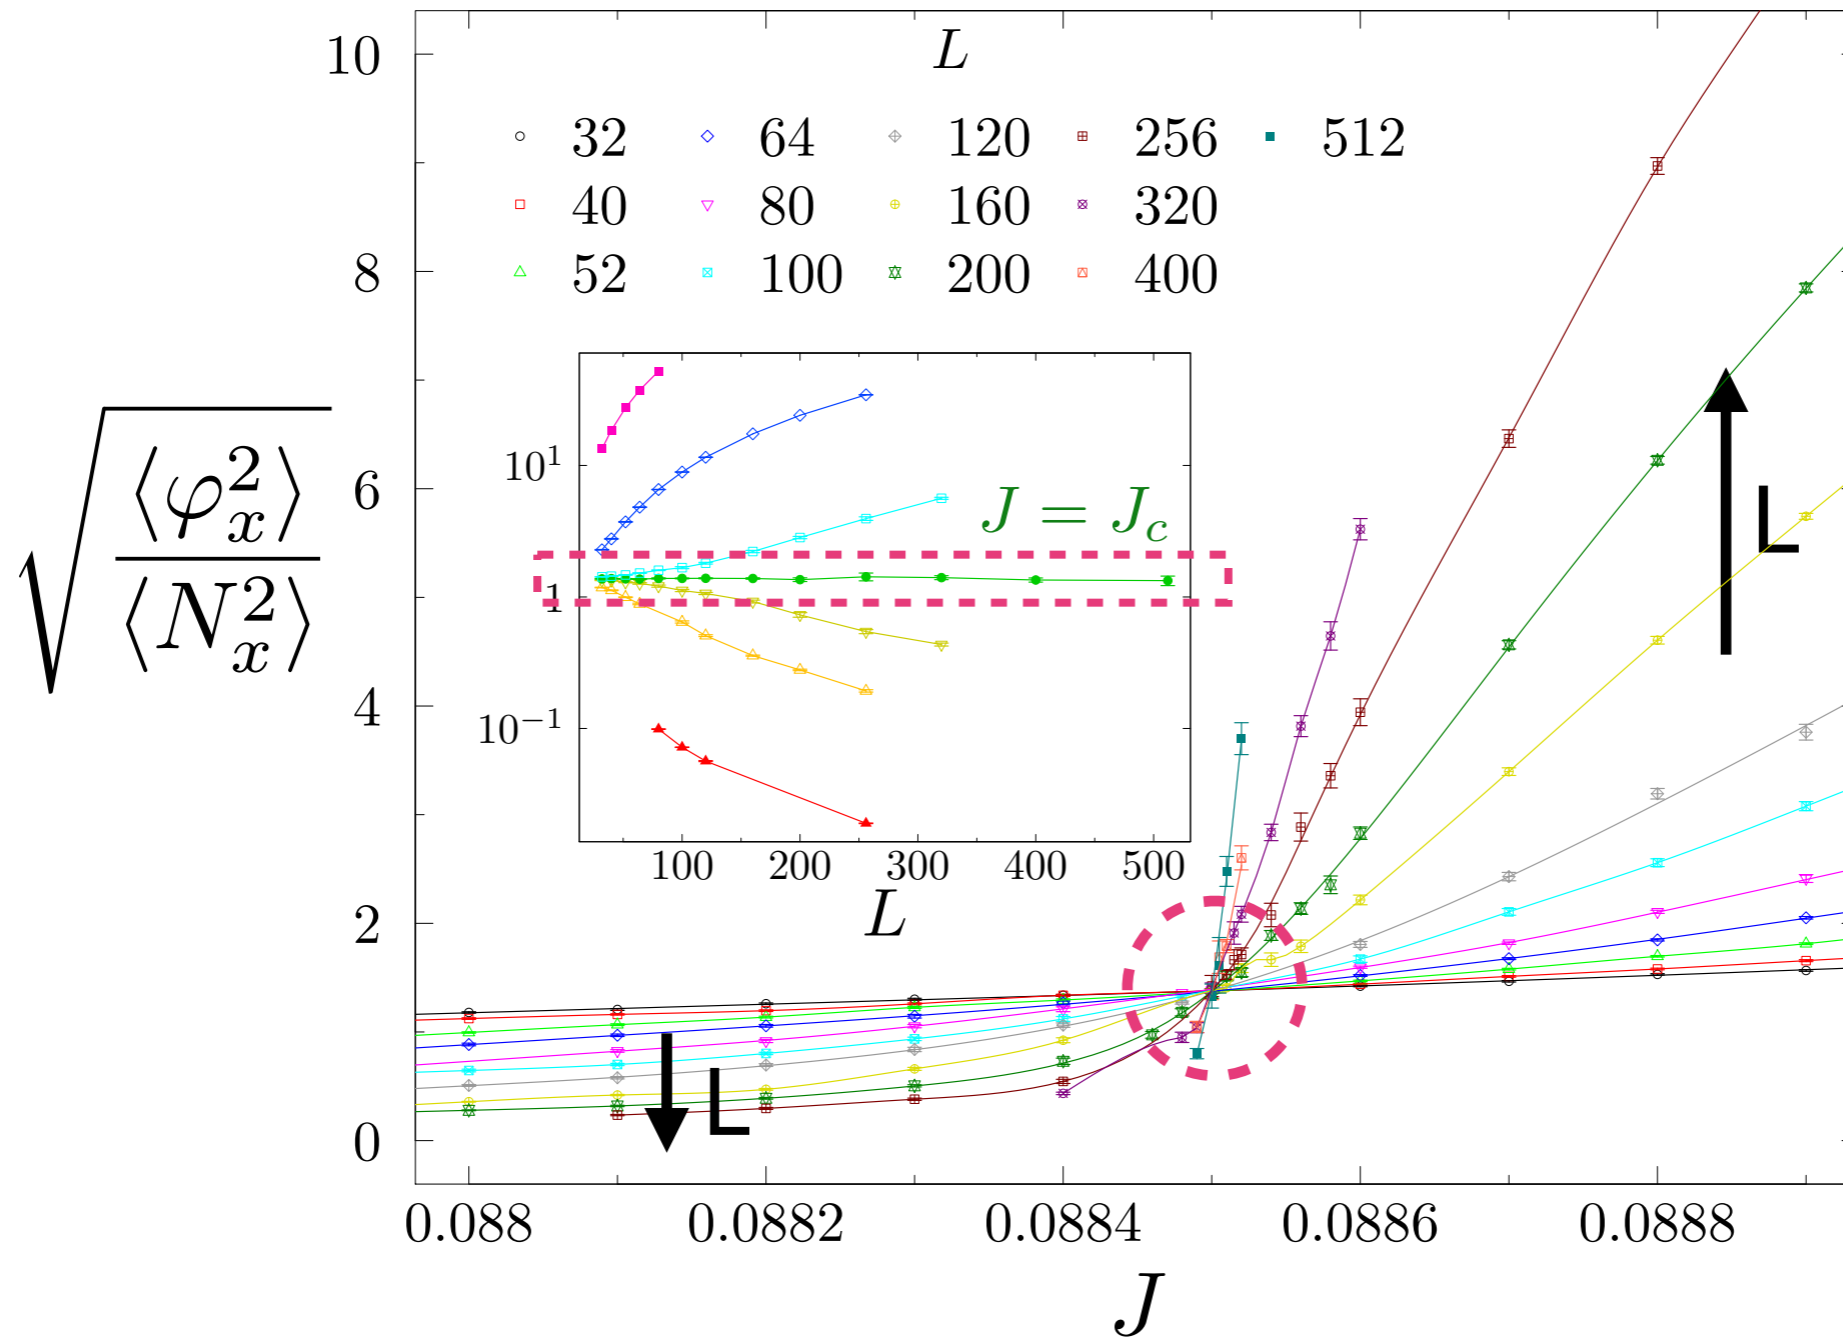 L
32 64 120 256 512
40 80 160 320
52 100 200 400
10
8
6
4
2
0
√⟨φ_x^2⟩/⟨N_x^2⟩
10^1
1
10^−1
J = J_c
100 200 300 400 500
L
L
L
0.088 0.0882 0.0884 0.0886 0.0888
J